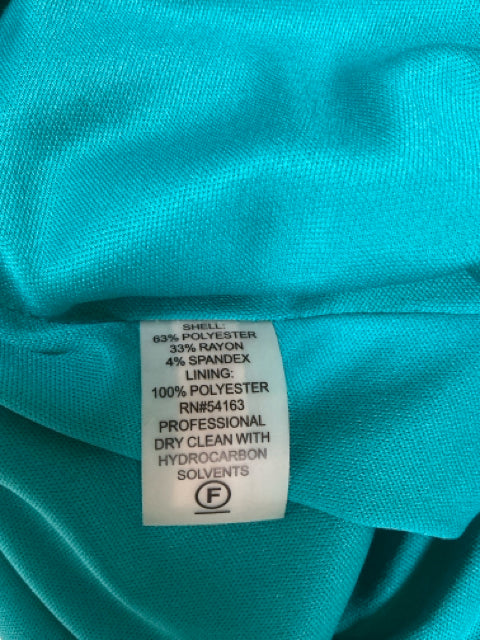 SHELL:
63% POLYESTER
33% RAYON
4% SPANDEX
LINING:
100% POLYESTER
RN#54163
PROFESSIONAL
DRY CLEAN WITH
HYDROCARBON
SOLVENTS
F